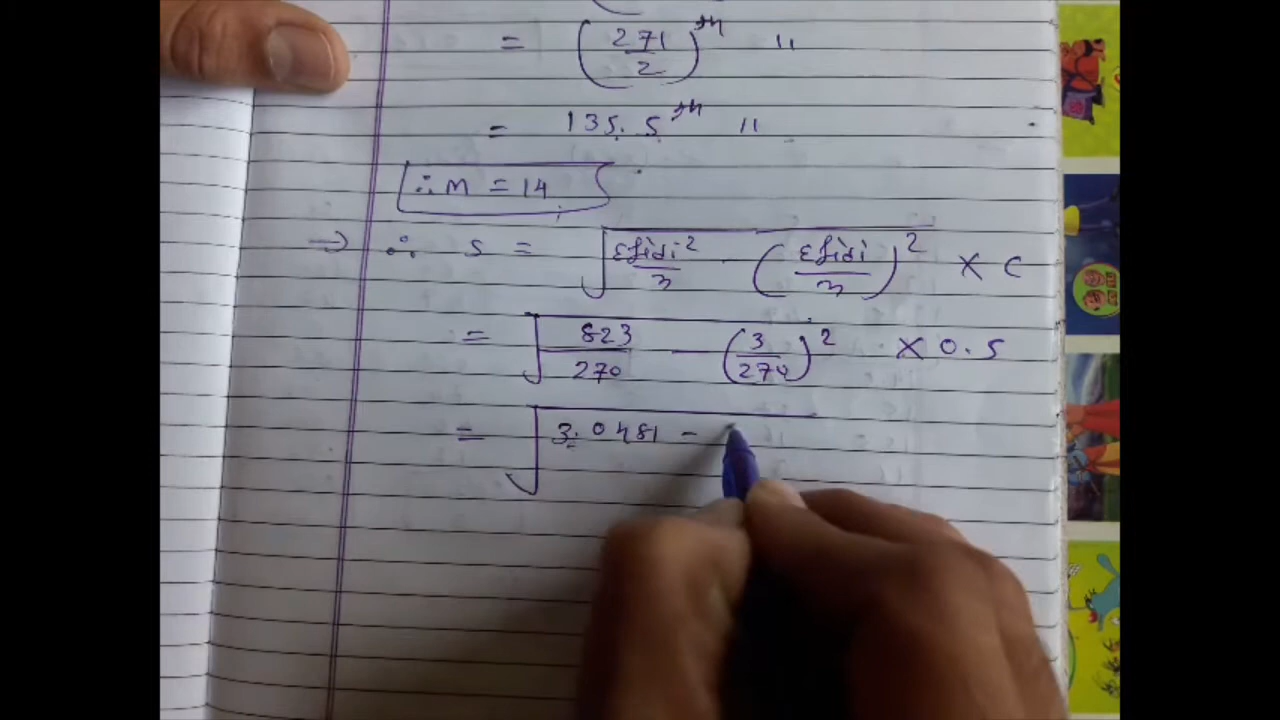 = (271/2)th "
= 135.5th "
∴ M = 14
⇒ ∴ S = √(Σfidi²/n - (Σfidi/n)²) × C
= √(823/270 - (3/270)²) × 0.5
= √3.0481 -